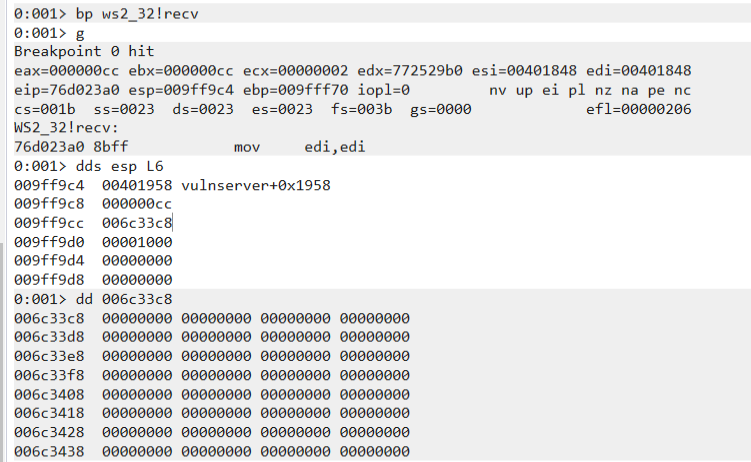 0:001> bp ws2_32!recv
0:001> g
Breakpoint 0 hit
eax=000000cc ebx=000000cc ecx=00000002 edx=772529b0 esi=00401848 edi=00401848
eip=76d023a0 esp=009ff9c4 ebp=009fff70 iopl=0         nv up ei pl nz na pe nc
cs=001b  ss=0023  ds=0023  es=0023  fs=003b  gs=0000             efl=00000206
WS2_32!recv:
76d023a0 8bff            mov     edi,edi
0:001> dds esp L6
009ff9c4  00401958 vulnserver+0x1958
009ff9c8  000000cc
009ff9cc  006c33c8
009ff9d0  00001000
009ff9d4  00000000
009ff9d8  00000000
0:001> dd 006c33c8
006c33c8  00000000 00000000 00000000 00000000
006c33d8  00000000 00000000 00000000 00000000
006c33e8  00000000 00000000 00000000 00000000
006c33f8  00000000 00000000 00000000 00000000
006c3408  00000000 00000000 00000000 00000000
006c3418  00000000 00000000 00000000 00000000
006c3428  00000000 00000000 00000000 00000000
006c3438  00000000 00000000 00000000 00000000